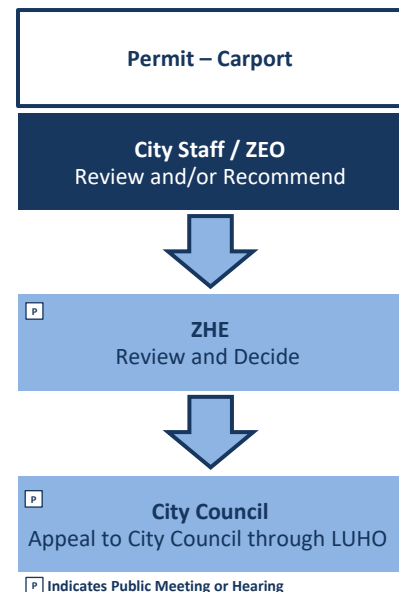 Permit – Carport
City Staff / ZEO
Review and/or Recommend
P
ZHE
Review and Decide
P
City Council
Appeal to City Council through LUHO
P Indicates Public Meeting or Hearing